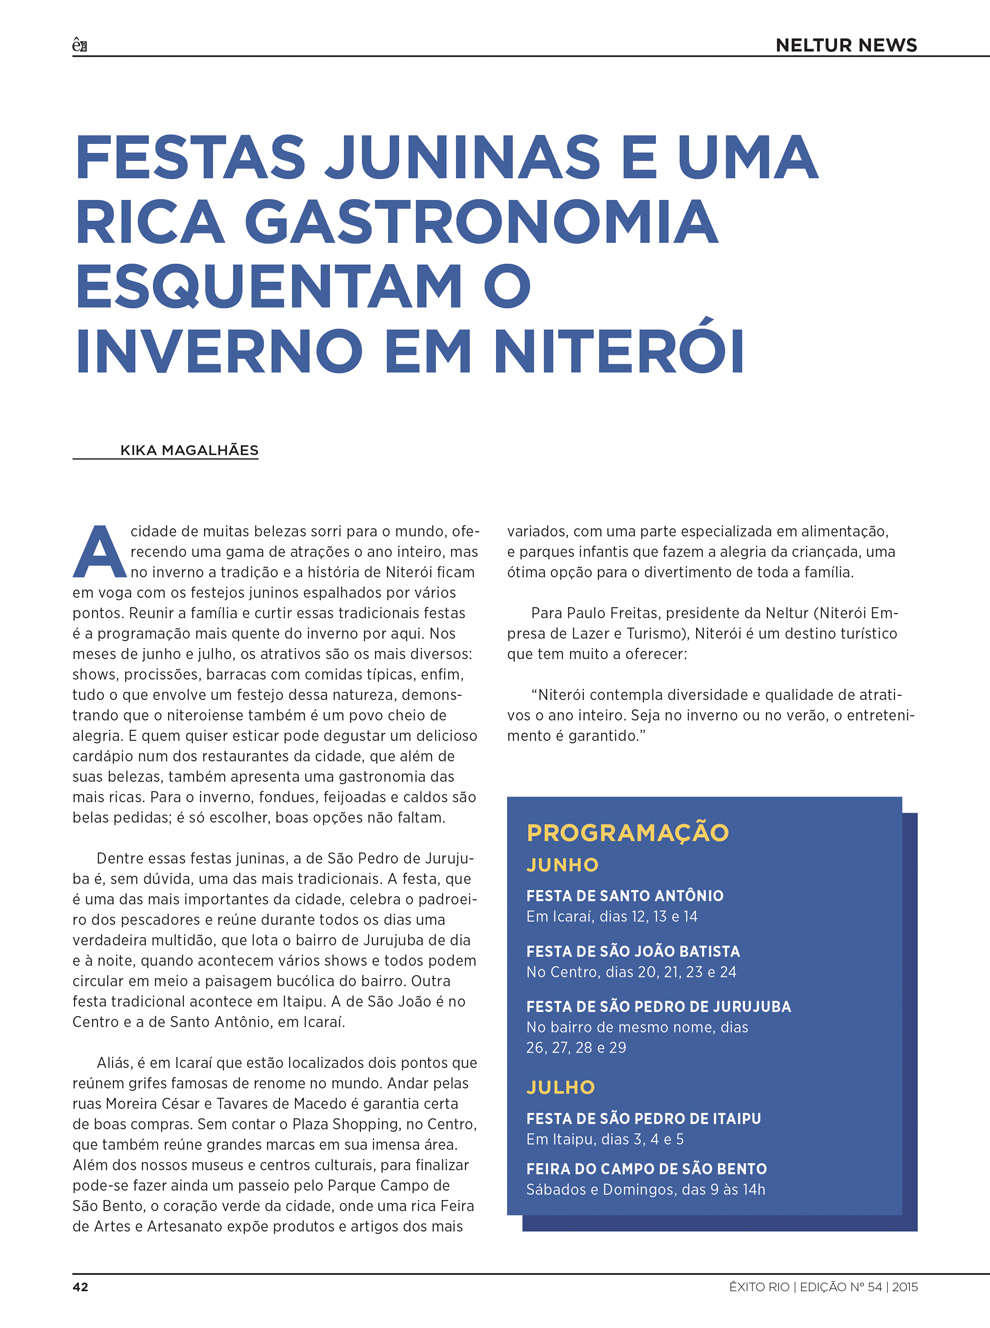 NELTUR NEWS
FESTAS JUNINAS E UMA
RICA GASTRONOMIA
ESQUENTAM O
INVERNO EM NITERÓI
KIKA MAGALHÃES
A cidade de muitas belezas sorri para o mundo, ofe-
recendo uma gama de atrações o ano inteiro, mas
no inverno a tradição e a história de Niterói ficam
em voga com os festejos juninos espalhados por vários
pontos. Reunir a família e curtir essas tradicionais festas
é a programação mais quente do inverno por aqui. Nos
meses de junho e julho, os atrativos são os mais diversos:
shows, procissões, barracas com comidas típicas, enfim,
tudo o que envolve um festejo dessa natureza, demons-
trando que o niteroiense também é um povo cheio de
alegria. E quem quiser esticar pode degustar um delicioso
cardápio num dos restaurantes da cidade, que além de
suas belezas, também apresenta uma gastronomia das
mais ricas. Para o inverno, fondues, feijoadas e caldos são
belas pedidas; é só escolher, boas opções não faltam.
Dentre essas festas juninas, a de São Pedro de Juruju-
ba é, sem dúvida, uma das mais tradicionais. A festa, que
é uma das mais importantes da cidade, celebra o padroei-
ro dos pescadores e reúne durante todos os dias uma
verdadeira multidão, que lota o bairro de Jurujuba de dia
e à noite, quando acontecem vários shows e todos podem
circular em meio a paisagem bucólica do bairro. Outra
festa tradicional acontece em Itaipu. A de São João é no
Centro e a de Santo Antônio, em Icaraí.
Aliás, é em Icaraí que estão localizados dois pontos que
reúnem grifes famosas de renome no mundo. Andar pelas
ruas Moreira César e Tavares de Macedo é garantia certa
de boas compras. Sem contar o Plaza Shopping, no Centro,
que também reúne grandes marcas em sua imensa área.
Além dos nossos museus e centros culturais, para finalizar
pode-se fazer ainda um passeio pelo Parque Campo de
São Bento, o coração verde da cidade, onde uma rica Feira
de Artes e Artesanato expõe produtos e artigos dos mais
variados, com uma parte especializada em alimentação,
e parques infantis que fazem a alegria da criançada, uma
ótima opção para o divertimento de toda a família.
Para Paulo Freitas, presidente da Neltur (Niterói Em-
presa de Lazer e Turismo), Niterói é um destino turístico
que tem muito a oferecer:
“Niterói contempla diversidade e qualidade de atrati-
vos o ano inteiro. Seja no inverno ou no verão, o entreteni-
mento é garantido.”
PROGRAMAÇÃO
JUNHO
FESTA DE SANTO ANTÔNIO
Em Icaraí, dias 12, 13 e 14
FESTA DE SÃO JOÃO BATISTA
No Centro, dias 20, 21, 23 e 24
FESTA DE SÃO PEDRO DE JURUJUBA
No bairro de mesmo nome, dias
26, 27, 28 e 29
JULHO
FESTA DE SÃO PEDRO DE ITAIPU
Em Itaipu, dias 3, 4 e 5
FEIRA DO CAMPO DE SÃO BENTO
Sábados e Domingos, das 9 às 14h
42
ÊXITO RIO | EDIÇÃO Nº 54 | 2015